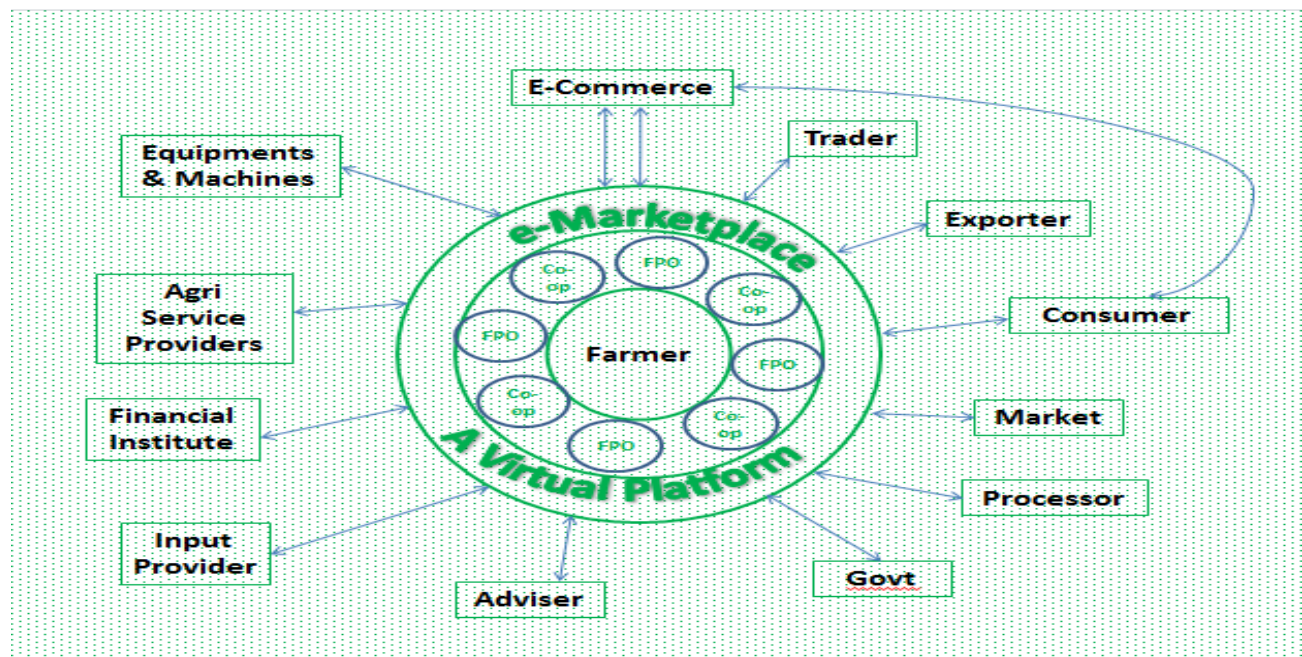 E-Commerce
Trader
Equipments
& Machines
Exporter
e-Marketplace
Co-
op
FPO
Co-
op
Agri
Service
Providers
Consumer
FPO
Farmer
FPO
Co-
op
Co-
op
Financial
Institute
Market
FPO
A Virtual Platform
Processor
Input
Provider
Adviser
Govt